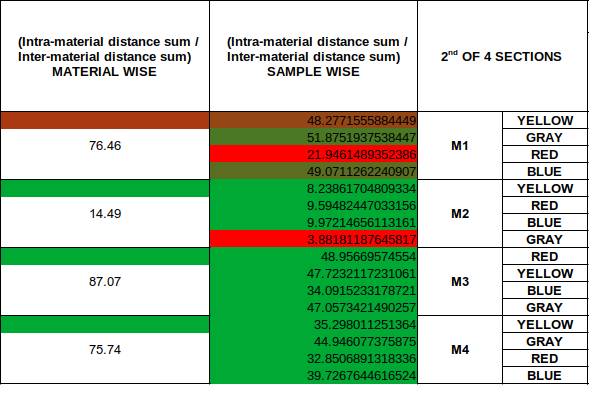 (Intra-material distance sum /
Inter-material distance sum)
MATERIAL WISE
(Intra-material distance sum /
Inter-material distance sum)
SAMPLE WISE
2nd OF 4 SECTIONS
76.46
48.2771555884449
M1
YELLOW
51.8751937538447
GRAY
21.9461489352386
RED
49.0711262240907
BLUE
14.49
8.23861704809334
M2
YELLOW
9.59482447033156
RED
9.97214656113161
BLUE
3.88181187645817
GRAY
87.07
48.95669574554
M3
RED
47.7232117231061
YELLOW
34.0915233178721
BLUE
47.0573421490257
GRAY
75.74
35.298011251364
M4
YELLOW
44.946077375875
GRAY
32.8506891318336
RED
39.7267644616524
BLUE